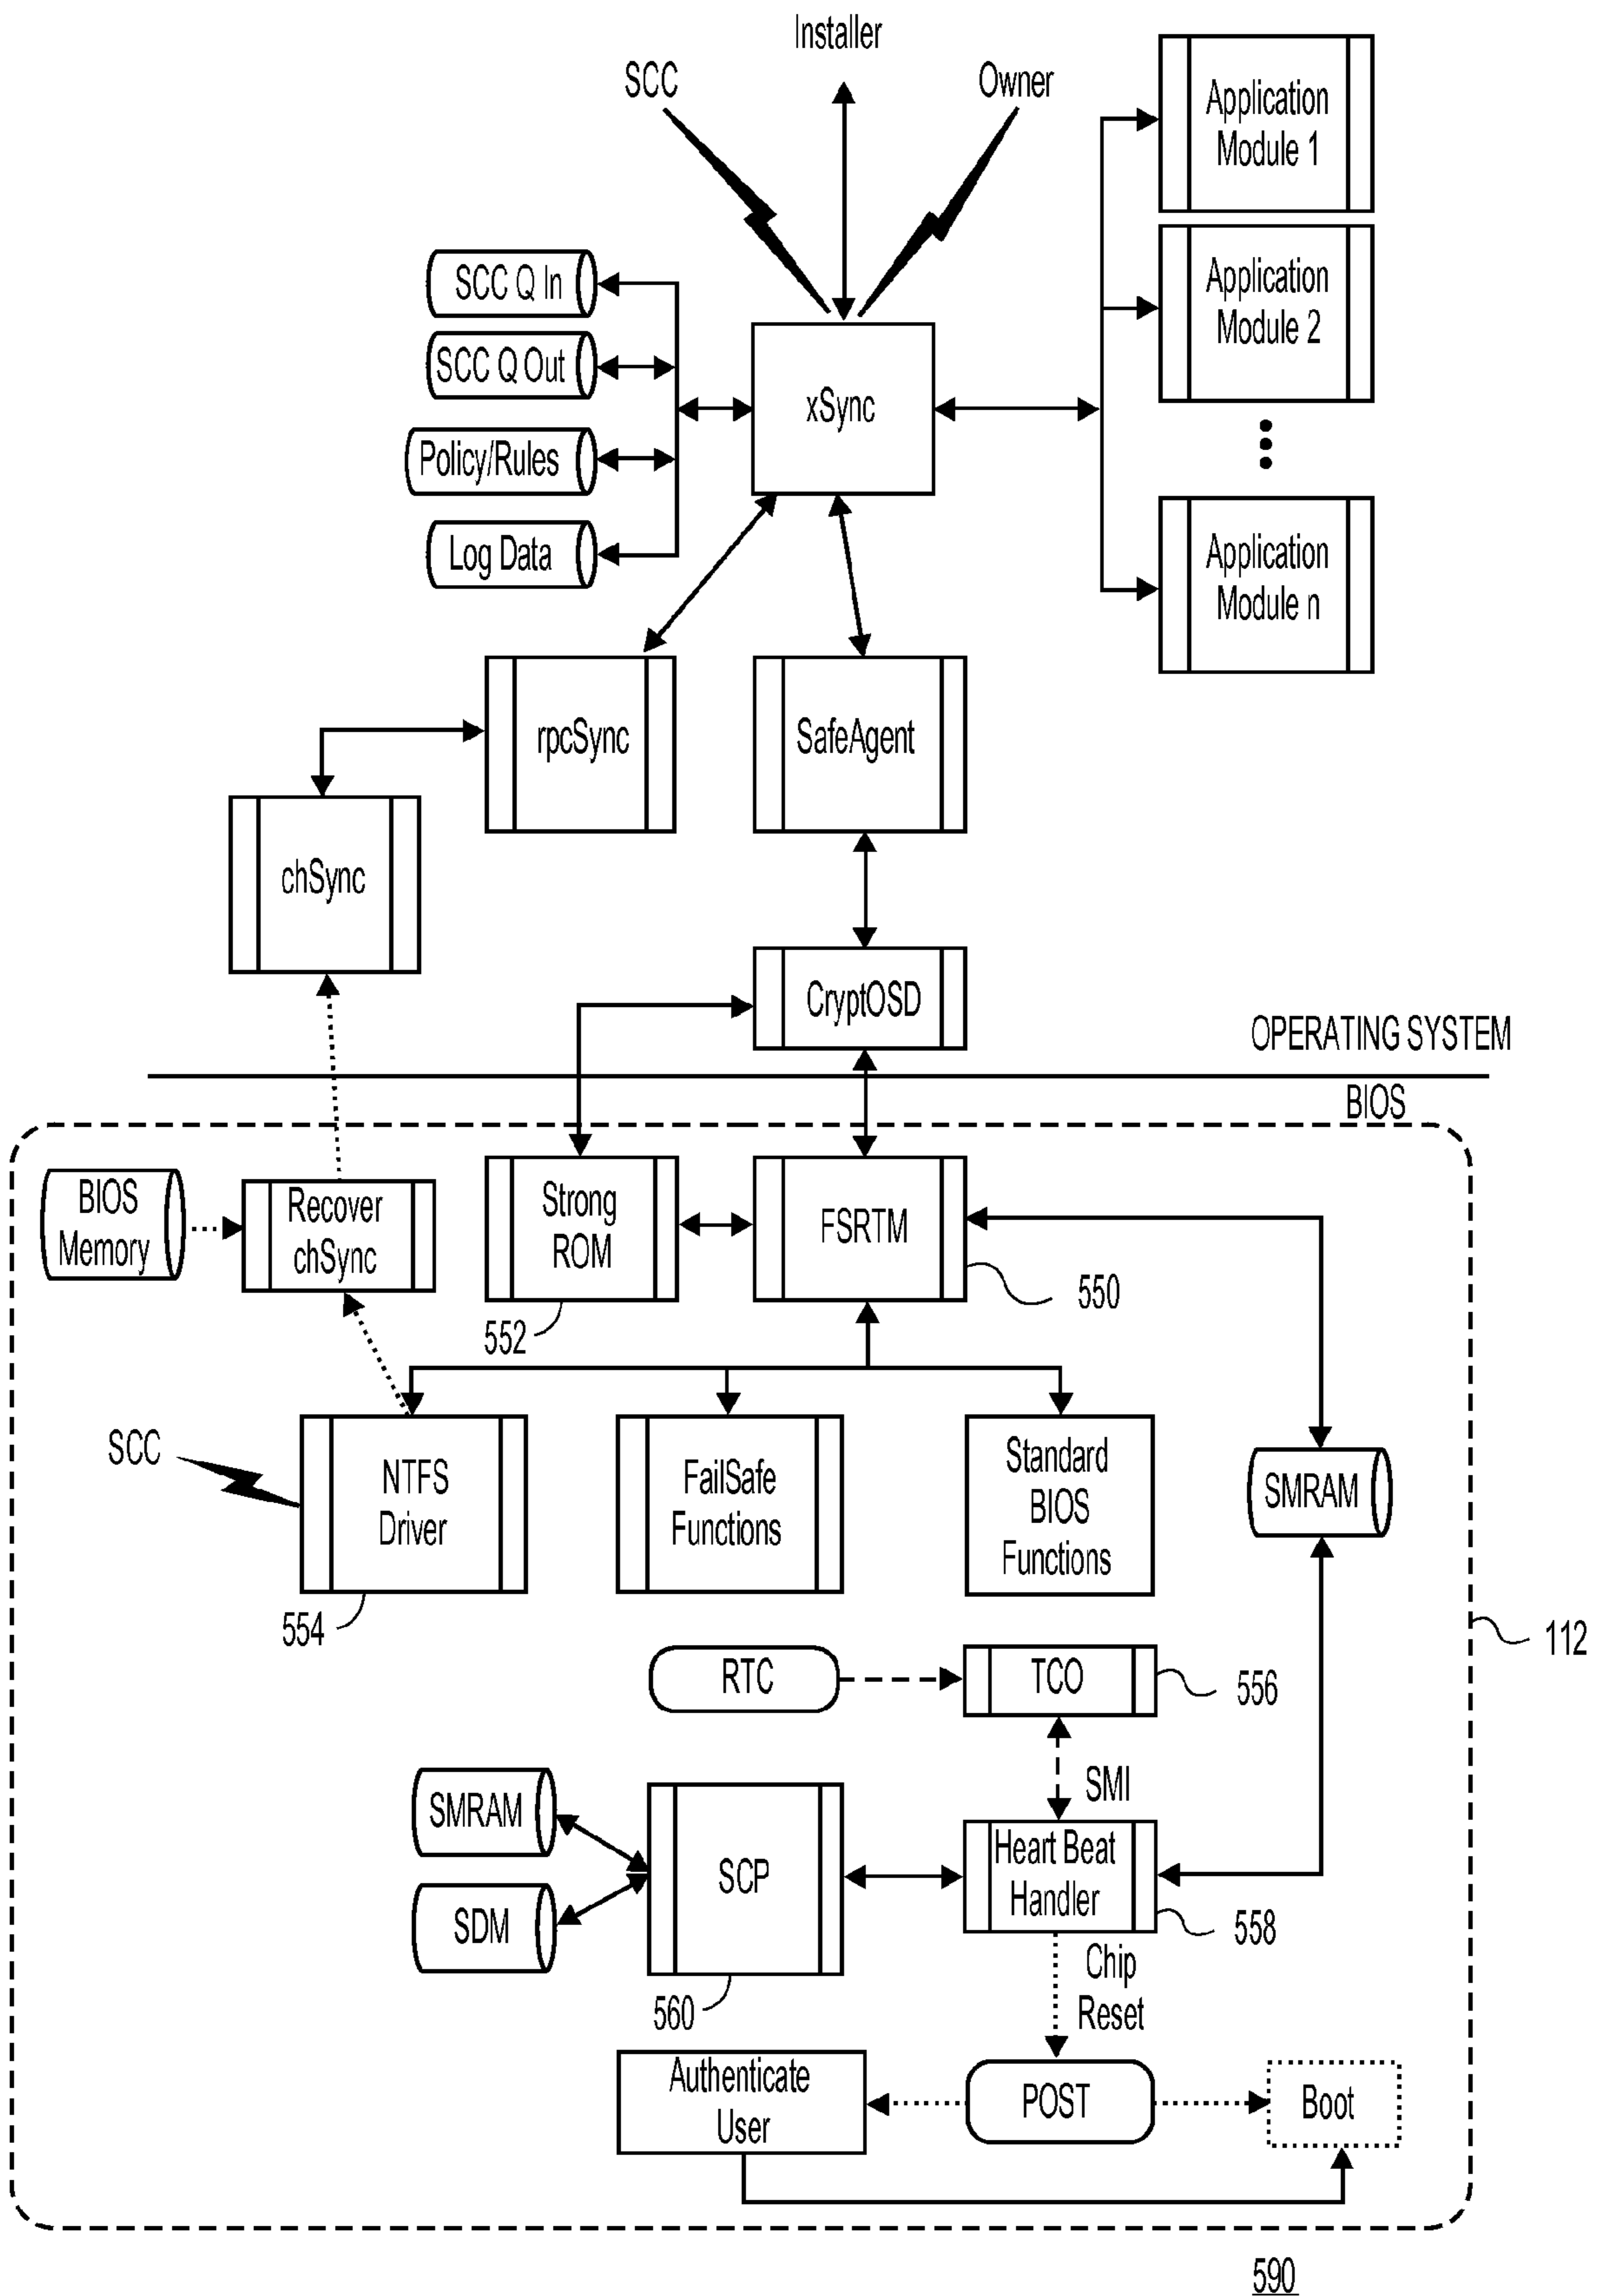 Installer
SCC
Owner
Application
Module 1
SCC Q In
Application
Module 2
SCC Q Out
xSync
Policy/Rules
Log Data
Application
Module n
rpcSync
SafeAgent
chSync
CryptOSD
OPERATING SYSTEM
BIOS
BIOS
Memory
Recover
chSync
Strong
ROM
FSRTM
550
552
SCC
NTFS
Driver
FailSafe
Functions
Standard
BIOS
Functions
SMRAM
554
112
RTC
TCO
556
SMI
SMRAM
SCP
Heart Beat
Handler
SDM
558
560
Chip
Reset
Authenticate
User
POST
Boot
590